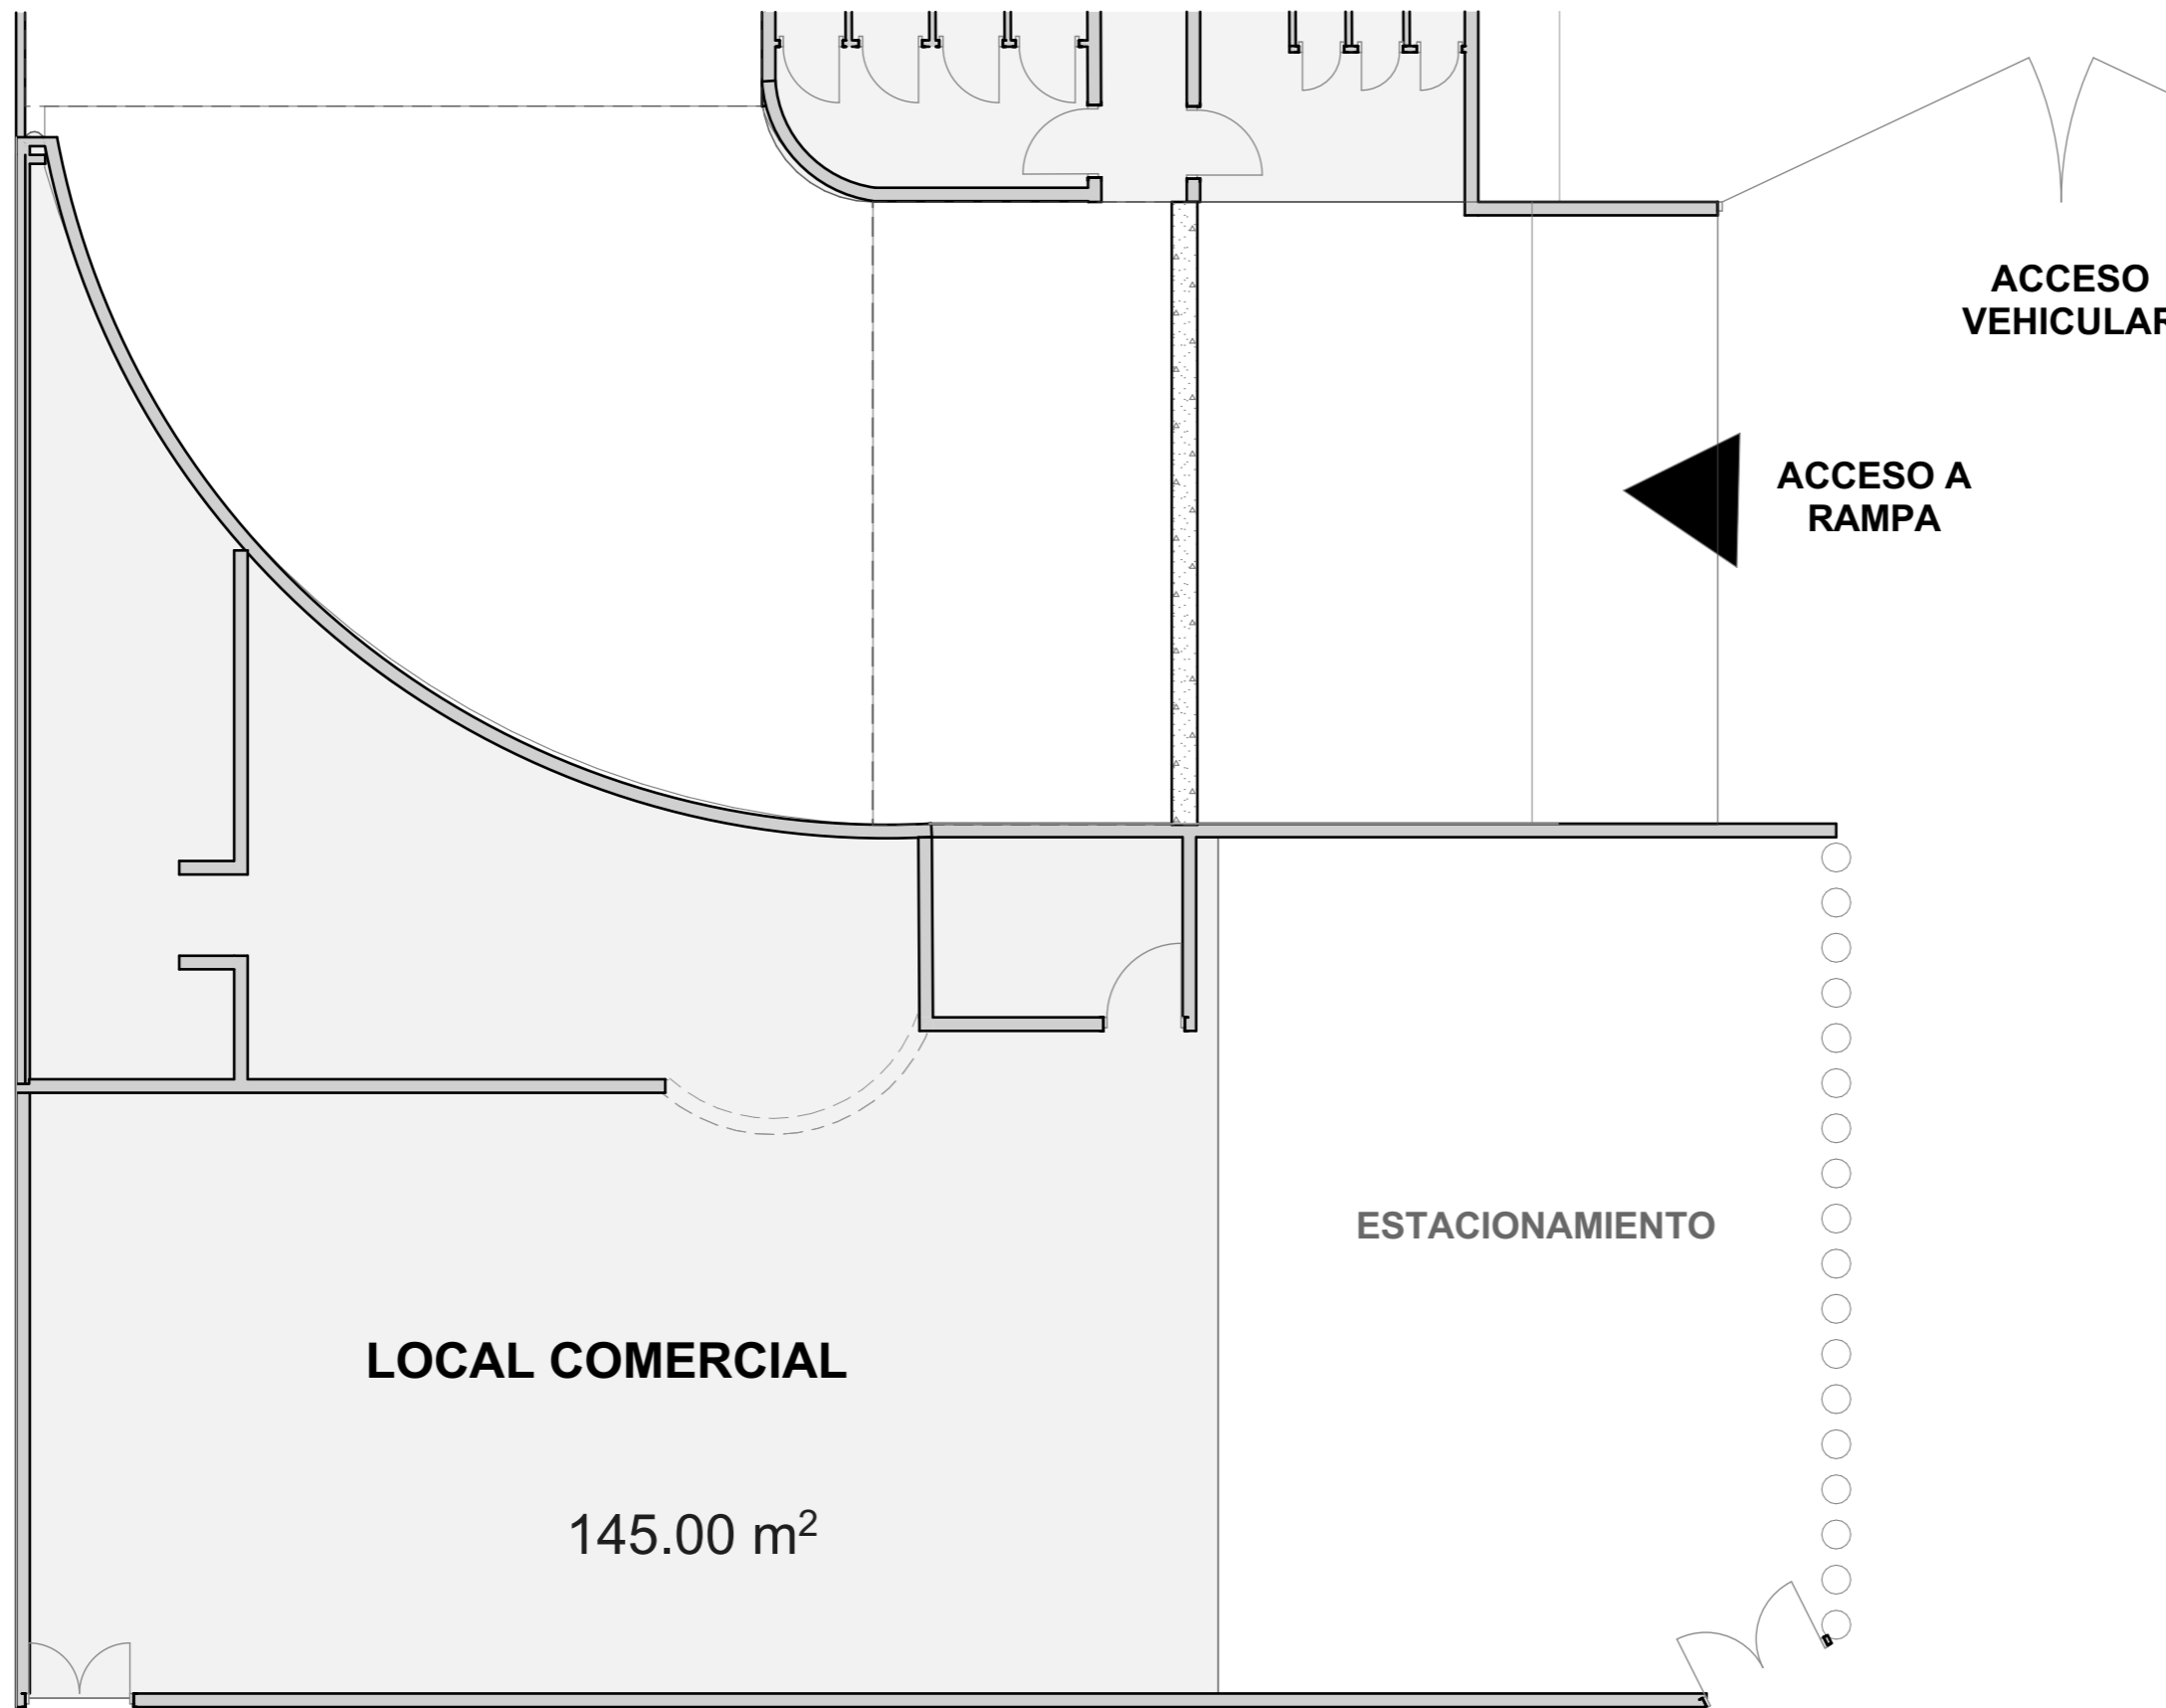 ACCESO
VEHICULAR
ACCESO A
RAMPA
ESTACIONAMIENTO
LOCAL COMERCIAL
145.00 m²